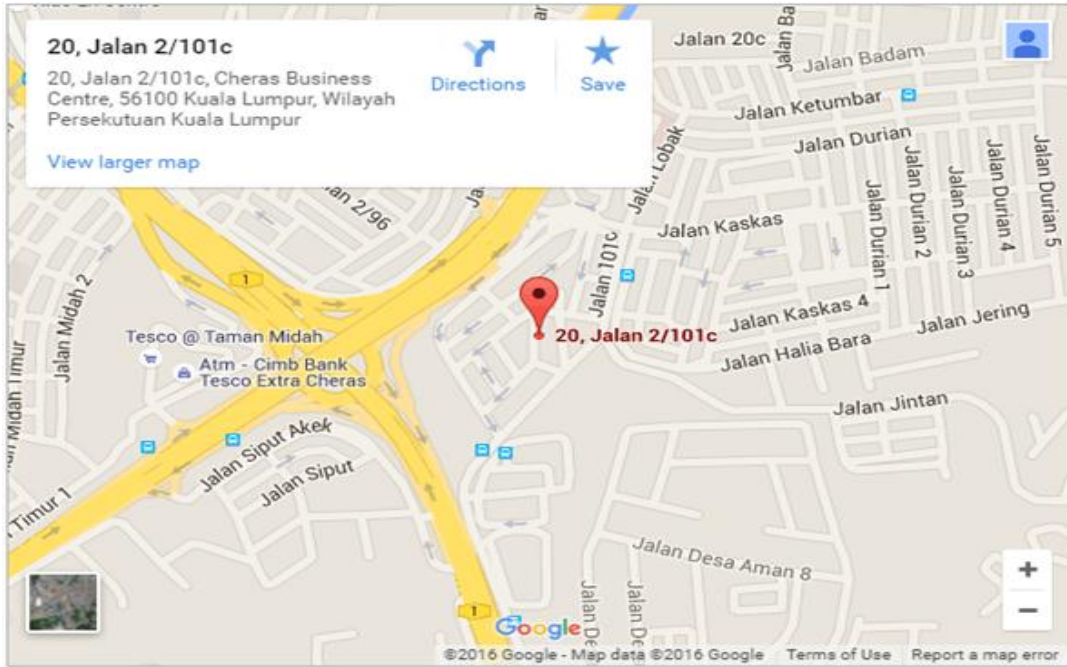 20, Jalan 2/101c
20, Jalan 2/101c, Cheras Business
Centre, 56100 Kuala Lumpur, Wilayah
Persekutuan Kuala Lumpur
View larger map
Directions
Save
Jalan 20c
Jalan Badam
Jalan Ketumbar
Jalan Durian
Jalan Lobak
Jalan Kaskas
Jalan Durian 1
Jalan Durian 2
Jalan Durian 3
Jalan Durian 4
Jalan Durian 5
2/96
Jalan 101c
1
Jalan Midah 2
Midah Timur
20, Jalan 2/101c
Jalan Kaskas 4
Jalan Jering
Jalan Halia Bara
Tesco @ Taman Midah
Atm - Cimb Bank
Tesco Extra Cheras
Jalan Jintan
Jalan Siput Akek
Jalan Siput
Timur 1
Jalan Desa Aman 8
Jalan De
Jalan De
1
Google
©2016 Google - Map data ©2016 Google
Terms of Use
Report a map error